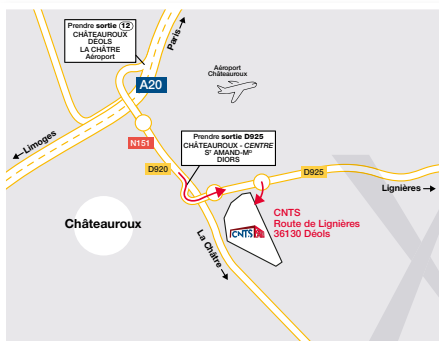 Prendre sortie 12
CHÂTEAUROUX
DÉOLS
LA CHÂTRE
Aéroport
Paris
A20
Aéroport
Châteauroux
Limoges
N151
Prendre sortie D925
CHÂTEAUROUX - CENTRE
Sᵀ AMAND-Mᴰ
DIORS
D920
D925
Lignières
Châteauroux
CNTS
Route de Lignières
36130 Déols
CNTS
La Châtre